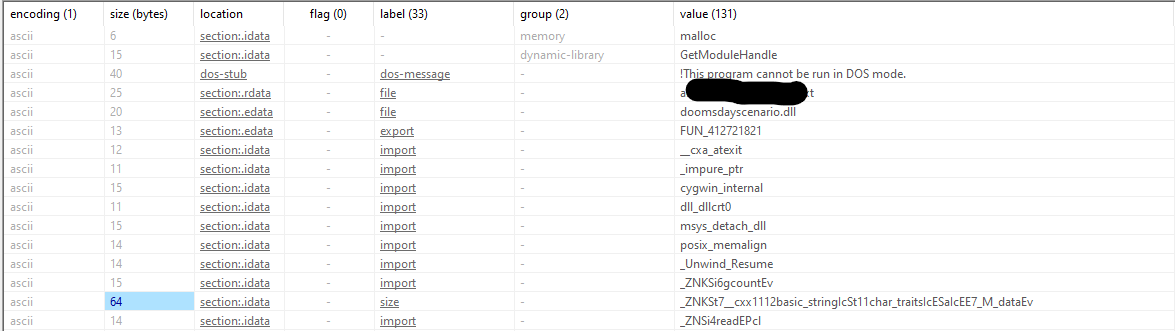 encoding (1) size (bytes) location flag (0) label (33) group (2) value (131)
ascii 6 section:.idata - - memory malloc
ascii 15 section:.idata - - dynamic-library GetModuleHandle
ascii 40 dos-stub - dos-message - !This program cannot be run in DOS mode.
ascii 25 section:.rdata - file -
ascii 20 section:.edata - file - doomsdayscenario.dll
ascii 13 section:.edata - export - FUN_412721821
ascii 12 section:.idata - import - __cxa_atexit
ascii 11 section:.idata - import - _impure_ptr
ascii 15 section:.idata - import - cygwin_internal
ascii 11 section:.idata - import - dll_dllcrt0
ascii 15 section:.idata - import - msys_detach_dll
ascii 14 section:.idata - import - posix_memalign
ascii 14 section:.idata - import - _Unwind_Resume
ascii 15 section:.idata - import - _ZNKSi6gcountEv
ascii 64 section:.idata - size - _ZNKSt7__cxx1112basic_stringIcSt11char_traitsIcESaIcEE7_M_dataEv
ascii 14 section:.idata - import - _ZNSi4readEPcl